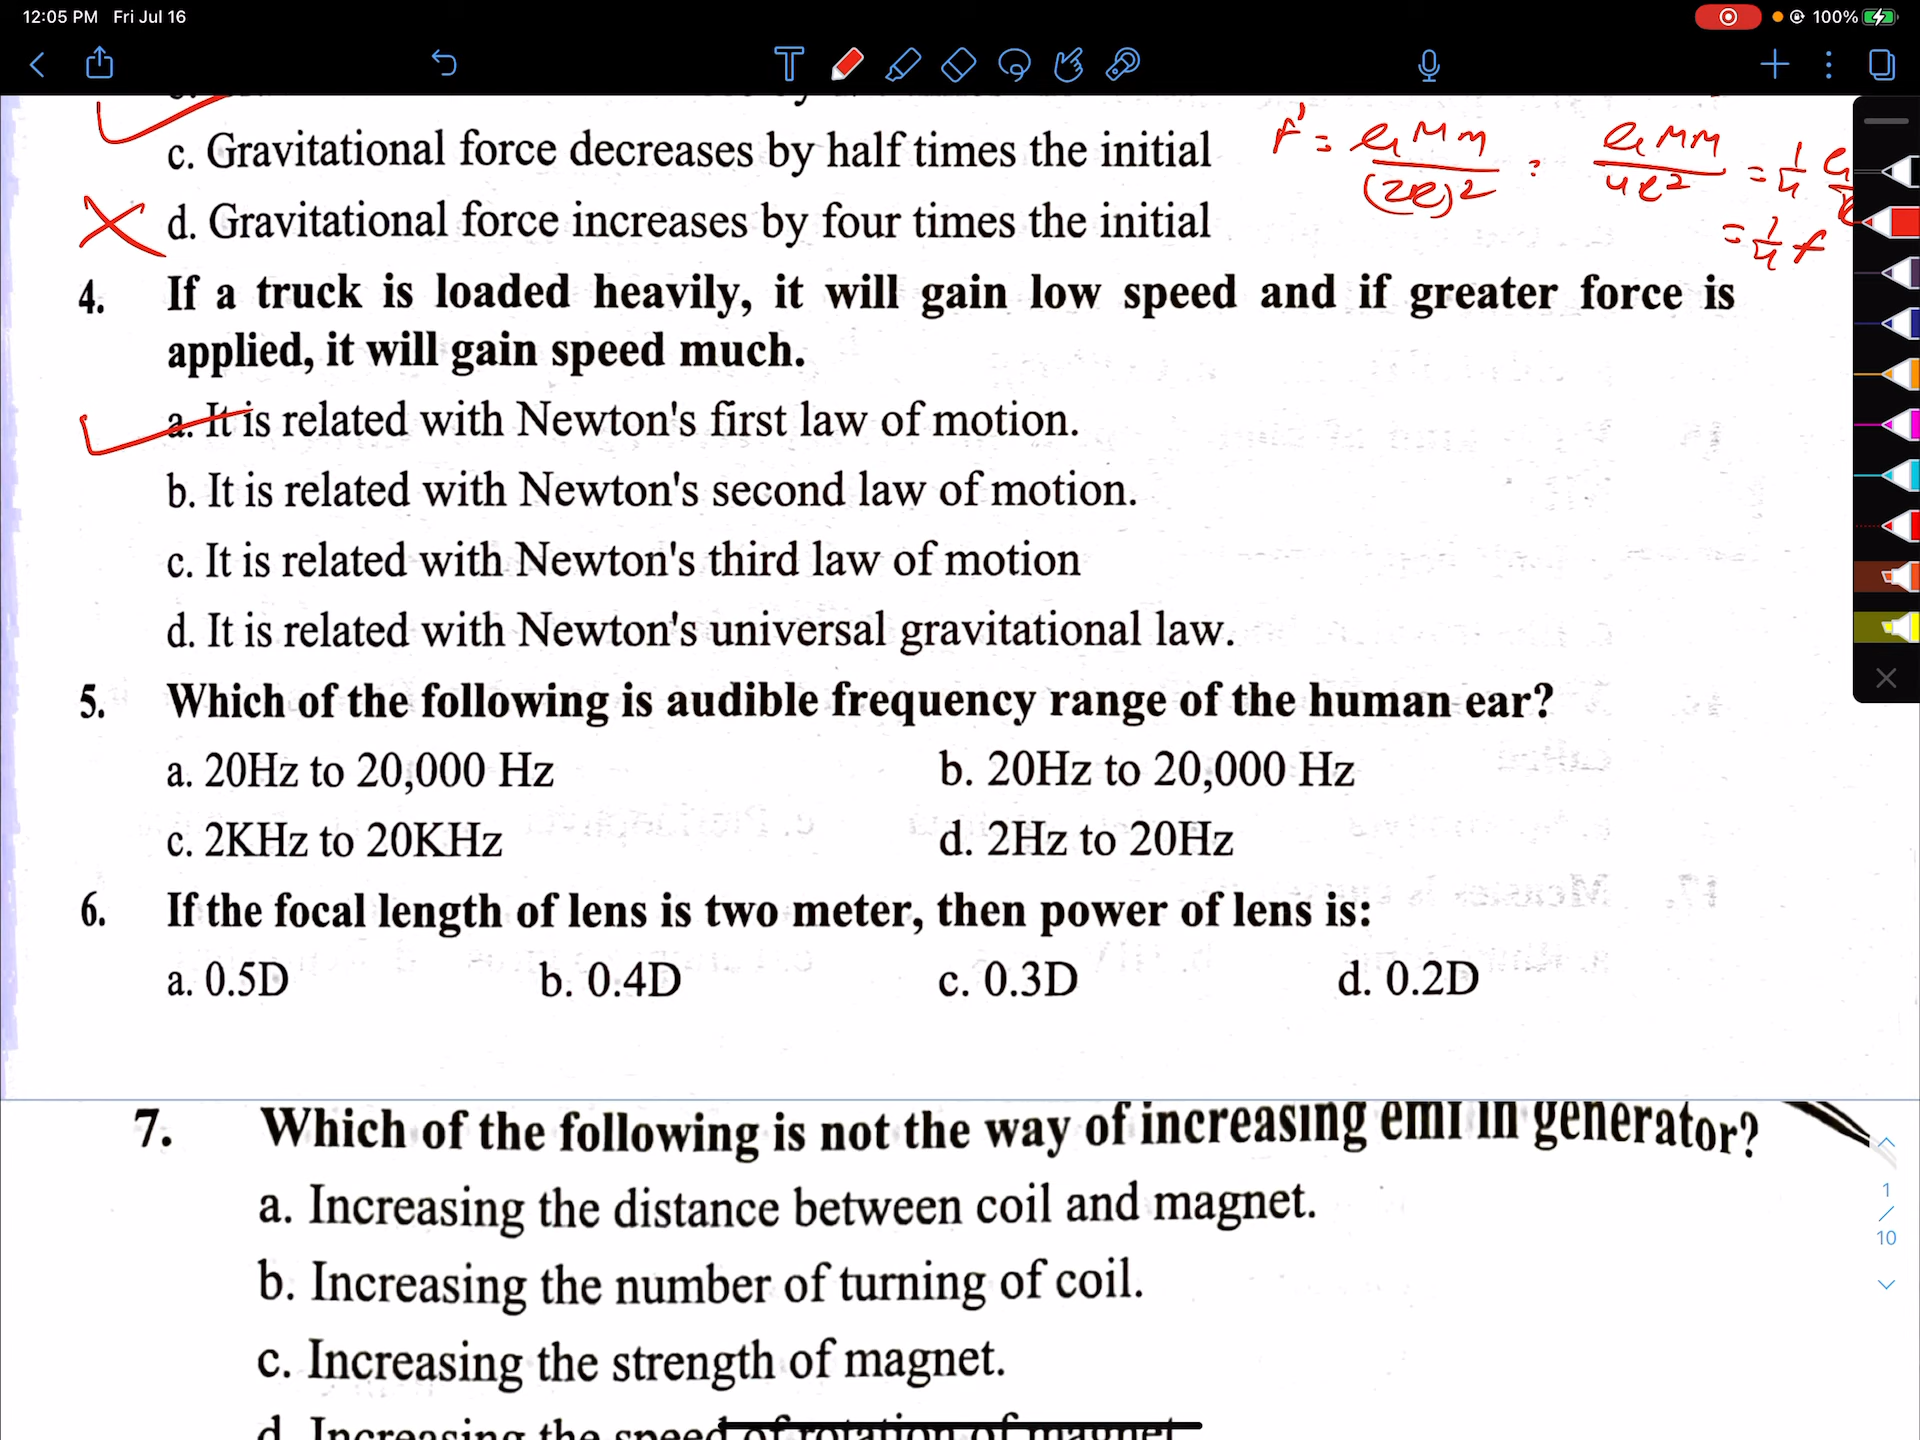 12:05 PM Fri Jul 16
100%
c. Gravitational force decreases by half times the initial
d. Gravitational force increases by four times the initial
4. If a truck is loaded heavily, it will gain low speed and if greater force is
applied, it will gain speed much.
a. It is related with Newton's first law of motion.
b. It is related with Newton's second law of motion.
c. It is related with Newton's third law of motion
d. It is related with Newton's universal gravitational law.
5. Which of the following is audible frequency range of the human ear?
a. 20Hz to 20,000 Hz b. 20Hz to 20,000 Hz
c. 2KHz to 20KHz d. 2Hz to 20Hz
6. If the focal length of lens is two meter, then power of lens is:
a. 0.5D b. 0.4D c. 0.3D d. 0.2D
7. Which of the following is not the way of increasing emf in generator?
a. Increasing the distance between coil and magnet.
b. Increasing the number of turning of coil.
c. Increasing the strength of magnet.
d. Increasing the speed of rotation of magnet
1
/
10